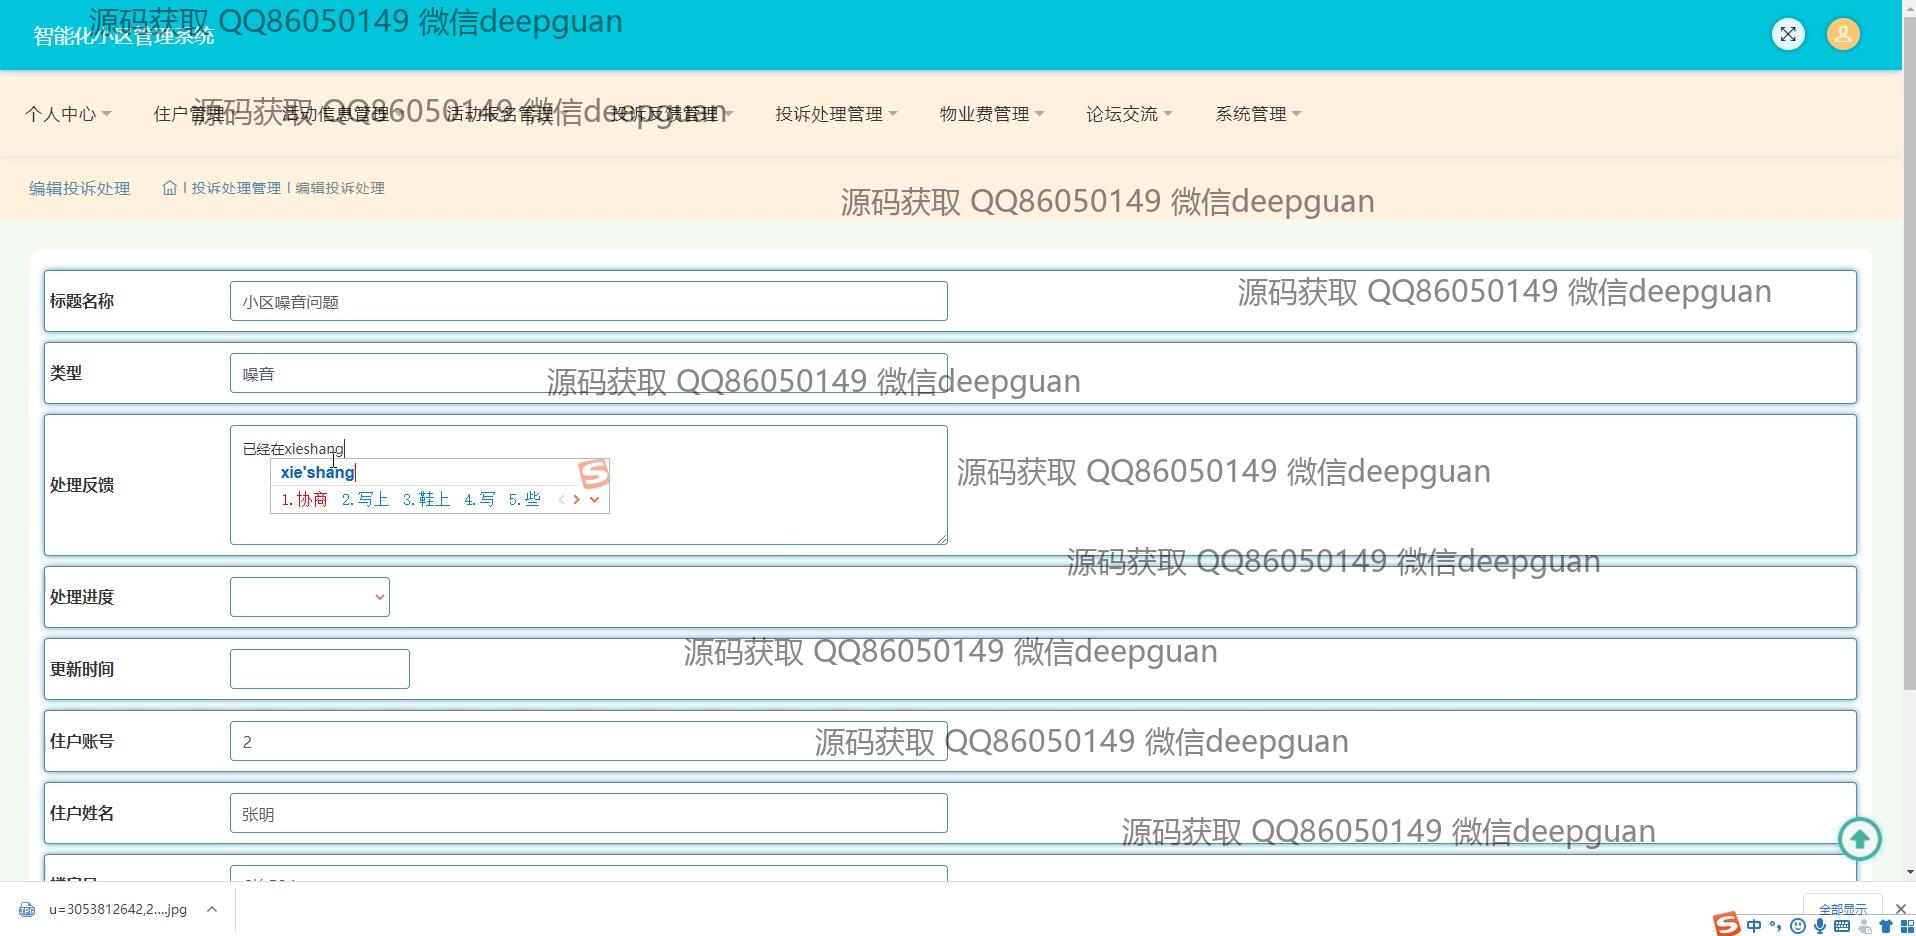 智能化小区管理系统
源码获取 QQ86050149 微信deepguan
个人中心 住户管理 活动信息管理 活动报名管理 投诉反馈管理 投诉处理管理 物业费管理 论坛交流 系统管理
源码获取 QQ86050149 微信deepguan
编辑投诉处理 投诉处理管理 编辑投诉处理
源码获取 QQ86050149 微信deepguan
标题名称 小区噪音问题
源码获取 QQ86050149 微信deepguan
类型 噪音
源码获取 QQ86050149 微信deepguan
已经在xieshang
xie'shang
处理反馈
源码获取 QQ86050149 微信deepguan
1.协商 2.写上 3.鞋上 4.写 5.些
源码获取 QQ86050149 微信deepguan
处理进度
源码获取 QQ86050149 微信deepguan
更新时间
住户账号 2
源码获取 QQ86050149 微信deepguan
住户姓名 张明
源码获取 QQ86050149 微信deepguan
u=3053812642,2....jpg
全部显示
中